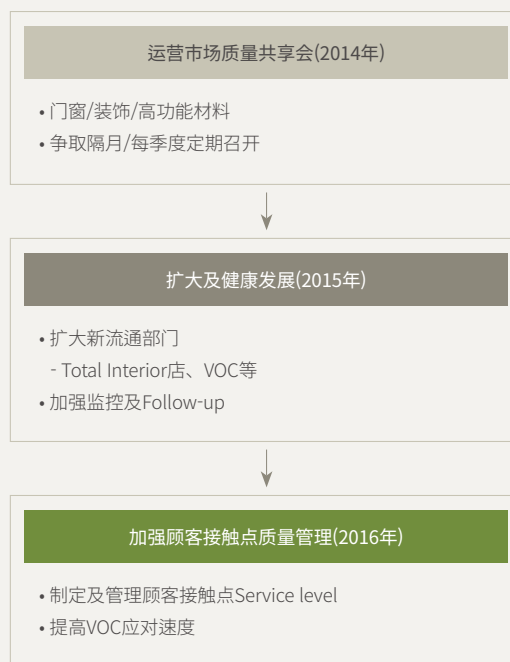 运营市场质量共享会(2014年)
• 门窗/装饰/高功能材料
• 争取隔月/每季度定期召开
扩大及健康发展(2015年)
• 扩大新流通部门
- Total Interior店、VOC等
• 加强监控及Follow-up
加强顾客接触点质量管理(2016年)
• 制定及管理顾客接触点Service level
• 提高VOC应对速度